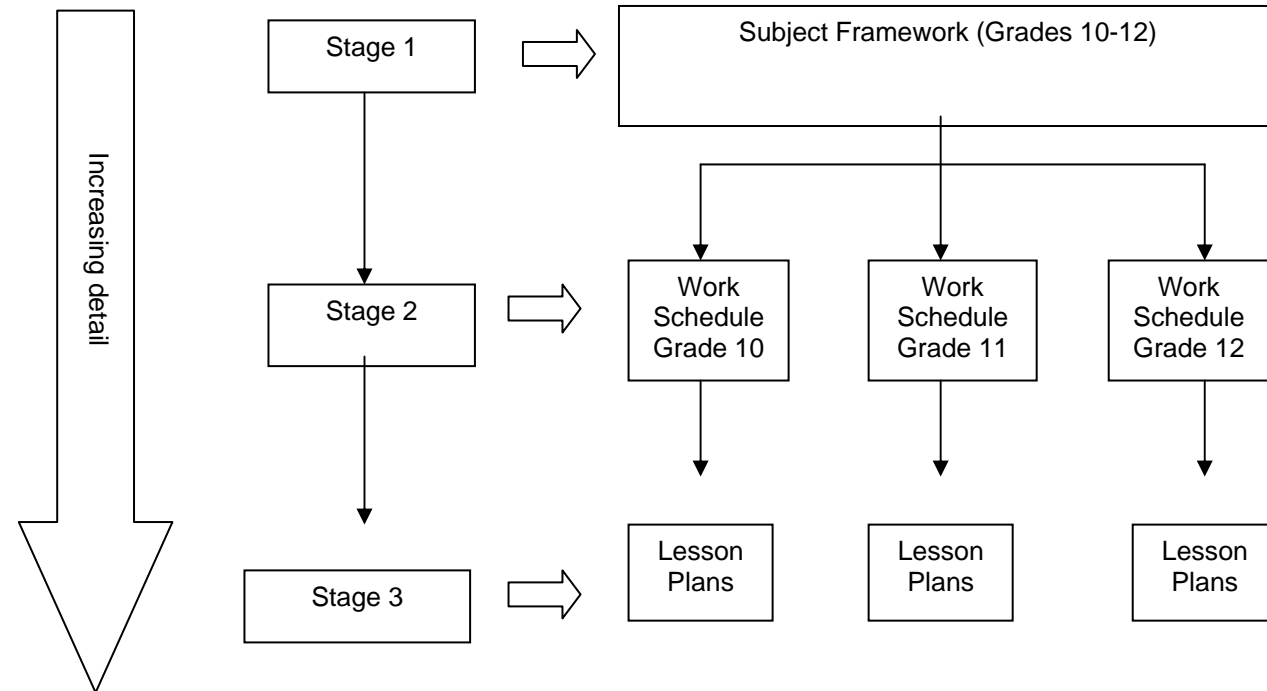 Stage 1
Subject Framework (Grades 10-12)
Increasing detail
Stage 2
Work
Schedule
Grade 10
Work
Schedule
Grade 11
Work
Schedule
Grade 12
Stage 3
Lesson
Plans
Lesson
Plans
Lesson
Plans